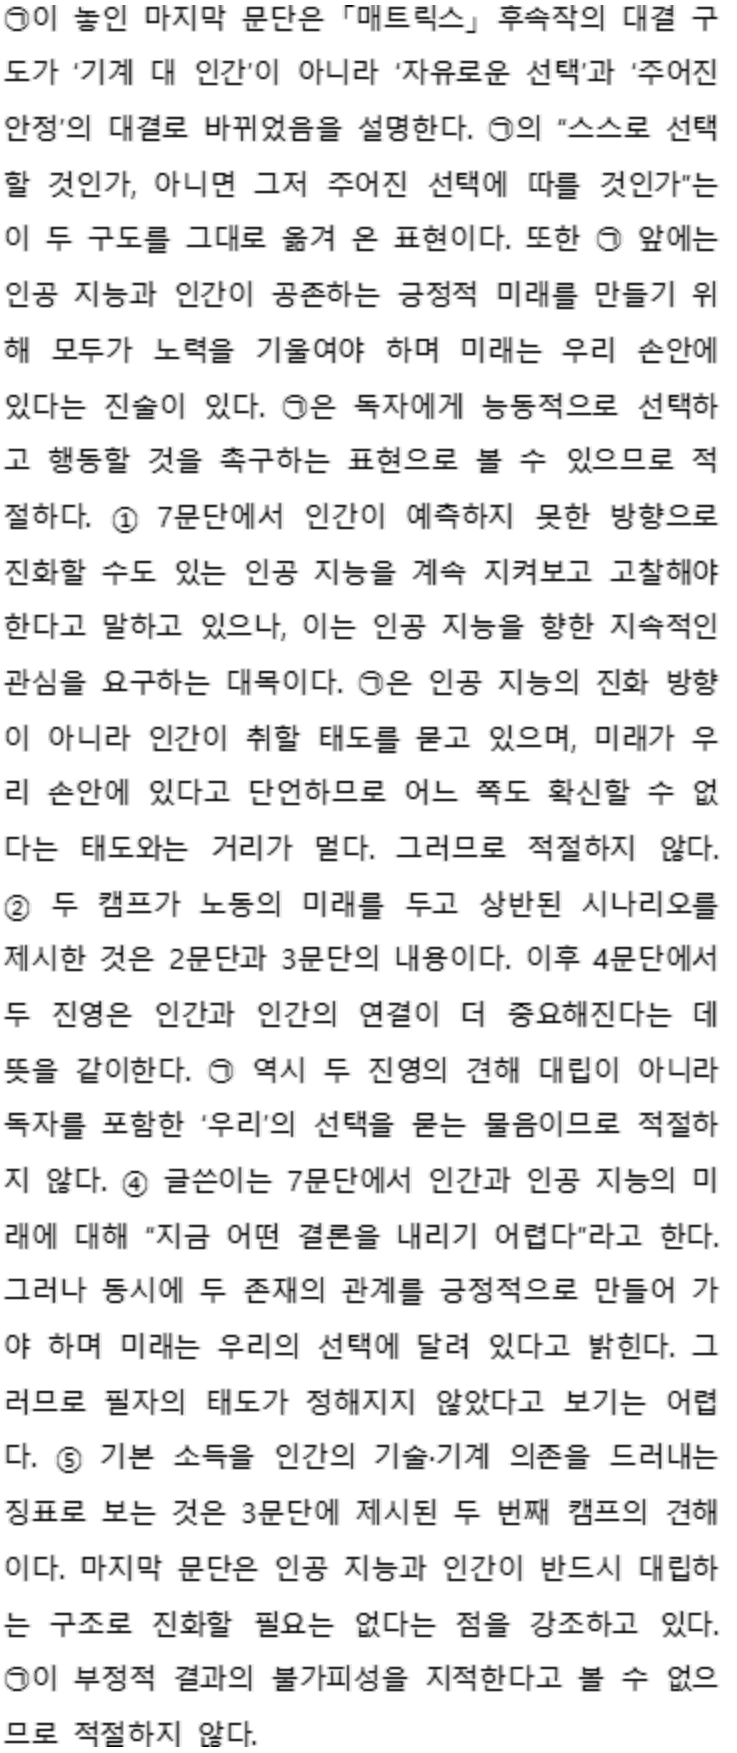 ㉠이 놓인 마지막 문단은 「매트릭스」 후속작의 대결 구
도가 ‘기계 대 인간’이 아니라 ‘자유로운 선택’과 ‘주어진
안정’의 대결로 바뀌었음을 설명한다. ㉠의 “스스로 선택
할 것인가, 아니면 그저 주어진 선택에 따를 것인가”는
이 두 구도를 그대로 옮겨 온 표현이다. 또한 ㉠ 앞에는
인공 지능과 인간이 공존하는 긍정적 미래를 만들기 위
해 모두가 노력을 기울여야 하며 미래는 우리 손안에
있다는 진술이 있다. ㉠은 독자에게 능동적으로 선택하
고 행동할 것을 촉구하는 표현으로 볼 수 있으므로 적
절하다. ① 7문단에서 인간이 예측하지 못한 방향으로
진화할 수도 있는 인공 지능을 계속 지켜보고 고찰해야
한다고 말하고 있으나, 이는 인공 지능을 향한 지속적인
관심을 요구하는 대목이다. ㉠은 인공 지능의 진화 방향
이 아니라 인간이 취할 태도를 묻고 있으며, 미래가 우
리 손안에 있다고 단언하므로 어느 쪽도 확신할 수 없
다는 태도와는 거리가 멀다. 그러므로 적절하지 않다.
② 두 캠프가 노동의 미래를 두고 상반된 시나리오를
제시한 것은 2문단과 3문단의 내용이다. 이후 4문단에서
두 진영은 인간과 인간의 연결이 더 중요해진다는 데
뜻을 같이한다. ㉠ 역시 두 진영의 견해 대립이 아니라
독자를 포함한 ‘우리’의 선택을 묻는 물음이므로 적절하
지 않다. ④ 글쓴이는 7문단에서 인간과 인공 지능의 미
래에 대해 “지금 어떤 결론을 내리기 어렵다”라고 한다.
그러나 동시에 두 존재의 관계를 긍정적으로 만들어 가
야 하며 미래는 우리의 선택에 달려 있다고 밝힌다. 그
러므로 필자의 태도가 정해지지 않았다고 보기는 어렵
다. ⑤ 기본 소득을 인간의 기술·기계 의존을 드러내는
징표로 보는 것은 3문단에 제시된 두 번째 캠프의 견해
이다. 마지막 문단은 인공 지능과 인간이 반드시 대립하
는 구조로 진화할 필요는 없다는 점을 강조하고 있다.
㉠이 부정적 결과의 불가피성을 지적한다고 볼 수 없으
므로 적절하지 않다.